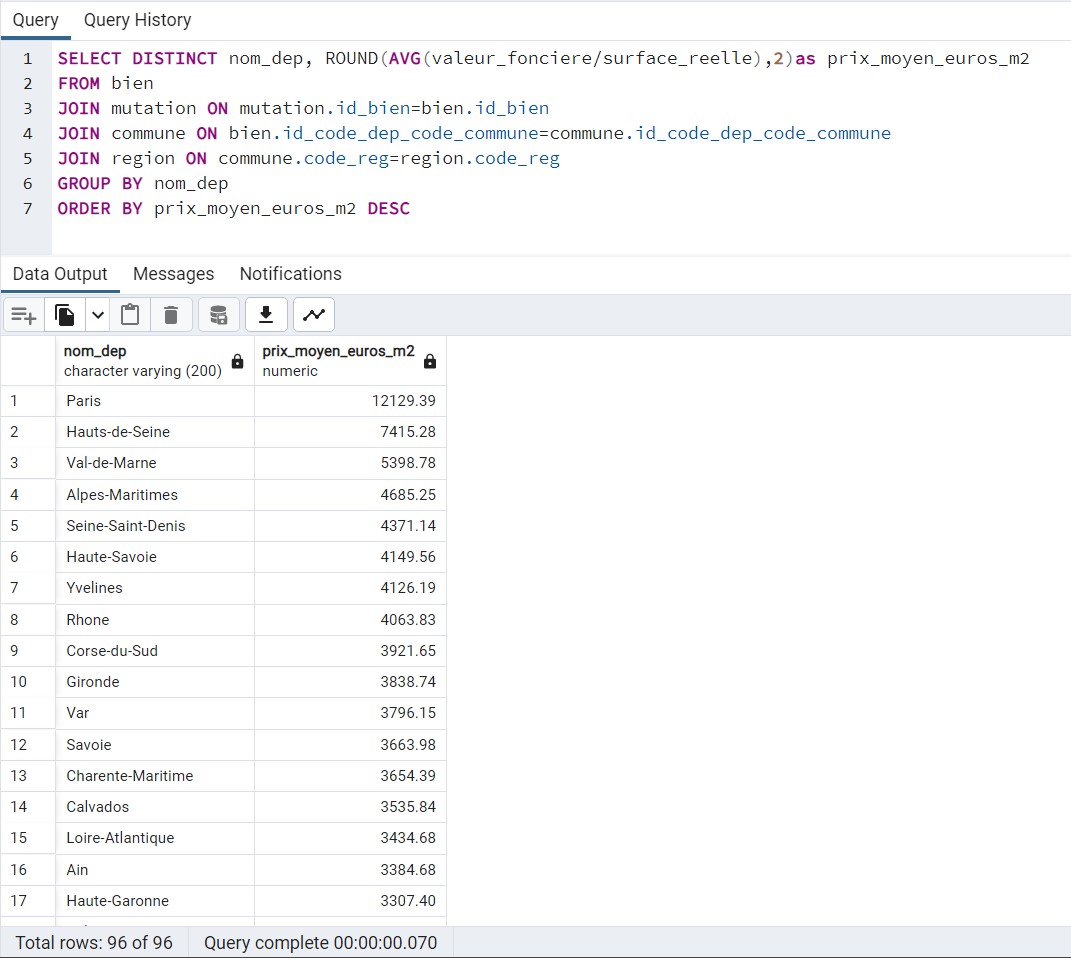 Query Query History
1 SELECT DISTINCT nom_dep, ROUND(AVG(valeur_fonciere/surface_reelle),2)as prix_moyen_euros_m2
2 FROM bien
3 JOIN mutation ON mutation.id_bien=bien.id_bien
4 JOIN commune ON bien.id_code_dep_code_commune=commune.id_code_dep_code_commune
5 JOIN region ON commune.code_reg=region.code_reg
6 GROUP BY nom_dep
7 ORDER BY prix_moyen_euros_m2 DESC
Data Output Messages Notifications
nom_dep prix_moyen_euros_m2
character varying (200) numeric
1 Paris 12129.39
2 Hauts-de-Seine 7415.28
3 Val-de-Marne 5398.78
4 Alpes-Maritimes 4685.25
5 Seine-Saint-Denis 4371.14
6 Haute-Savoie 4149.56
7 Yvelines 4126.19
8 Rhone 4063.83
9 Corse-du-Sud 3921.65
10 Gironde 3838.74
11 Var 3796.15
12 Savoie 3663.98
13 Charente-Maritime 3654.39
14 Calvados 3535.84
15 Loire-Atlantique 3434.68
16 Ain 3384.68
17 Haute-Garonne 3307.40
Total rows: 96 of 96 Query complete 00:00:00.070